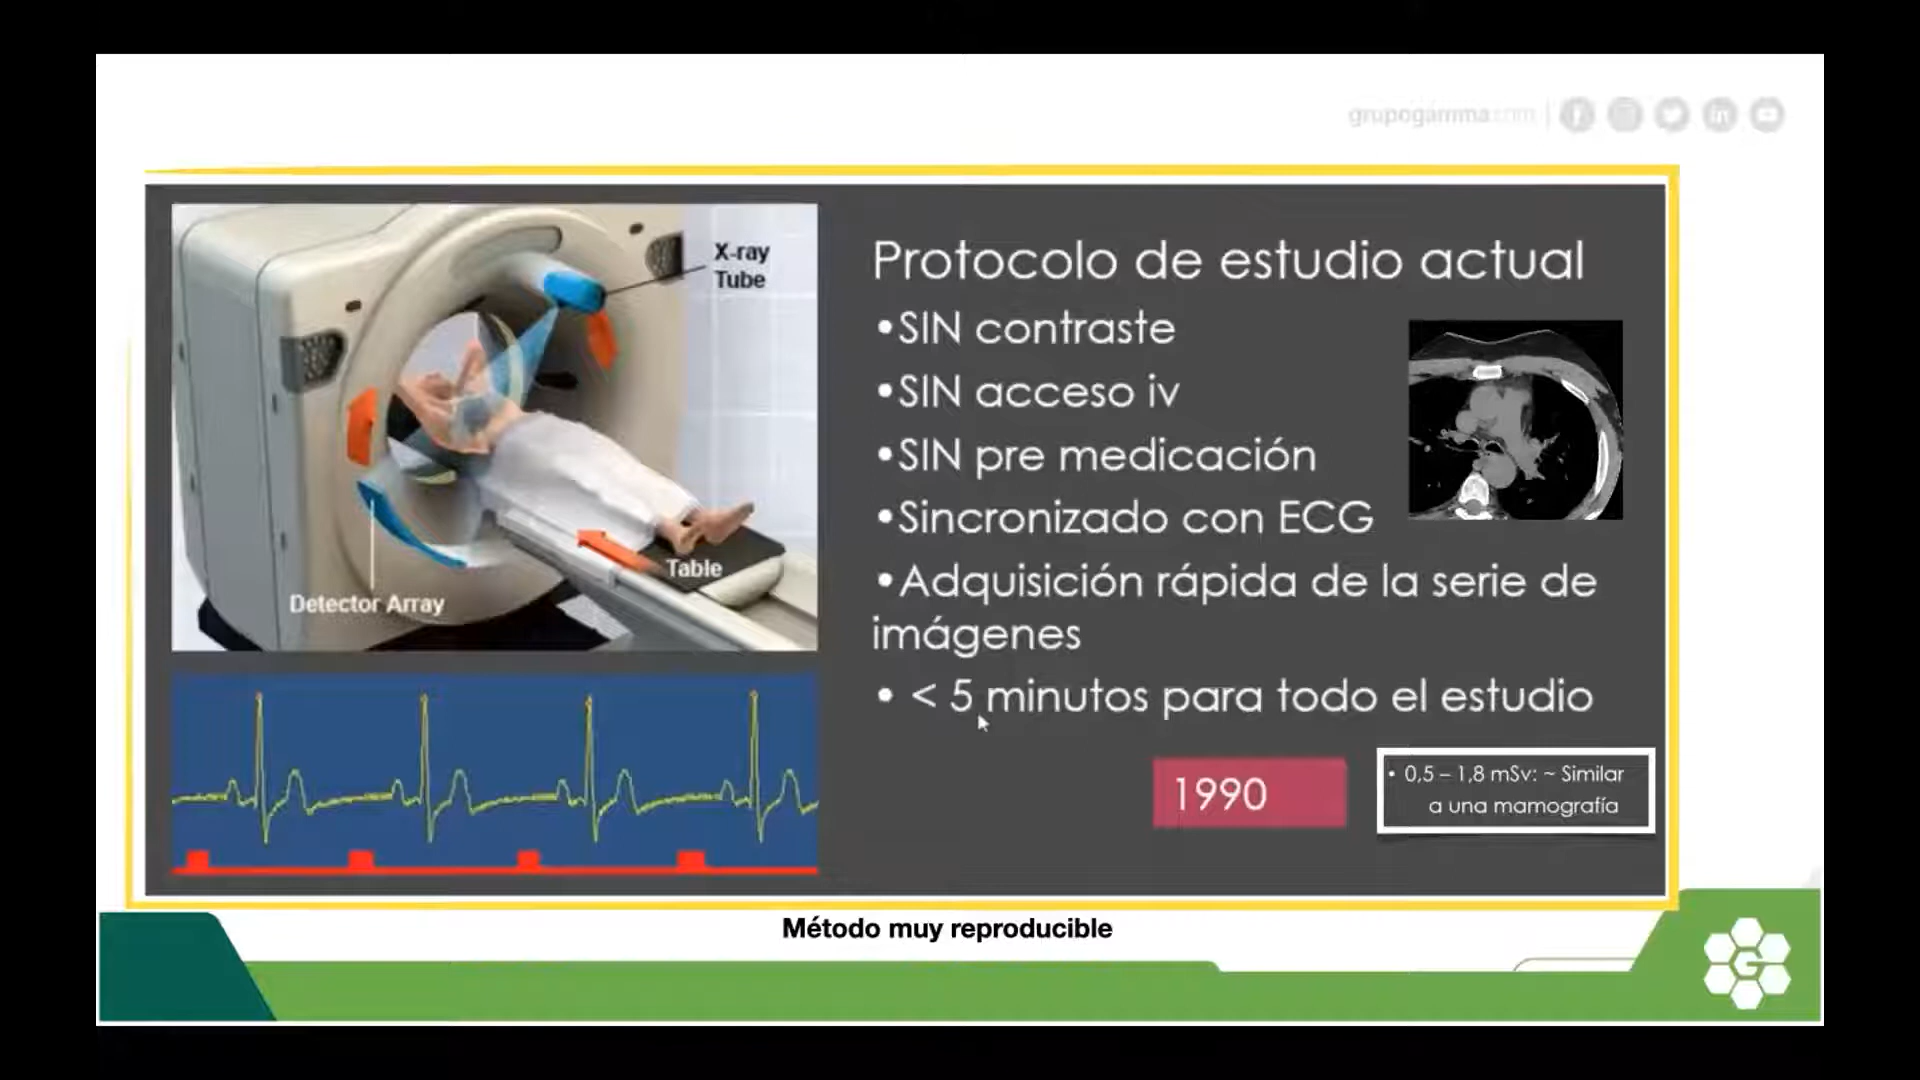 grupogamma.com
X-ray
Tube
Table
Detector Array
Protocolo de estudio actual
•SIN contraste
•SIN acceso iv
•SIN pre medicación
•Sincronizado con ECG
•Adquisición rápida de la serie de
imágenes
• < 5 minutos para todo el estudio
1990
• 0,5 – 1,8 mSv: ~ Similar
a una mamografía
Método muy reproducible